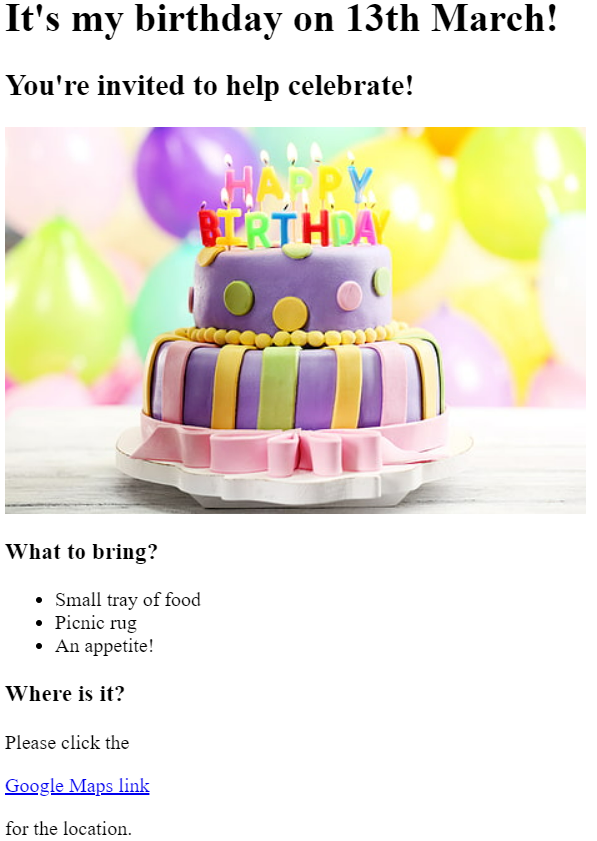 It's my birthday on 13th March!
You're invited to help celebrate!
HAPPY
BIRTHDAY
What to bring?
Small tray of food
Picnic rug
An appetite!
Where is it?
Please click the
Google Maps link
for the location.